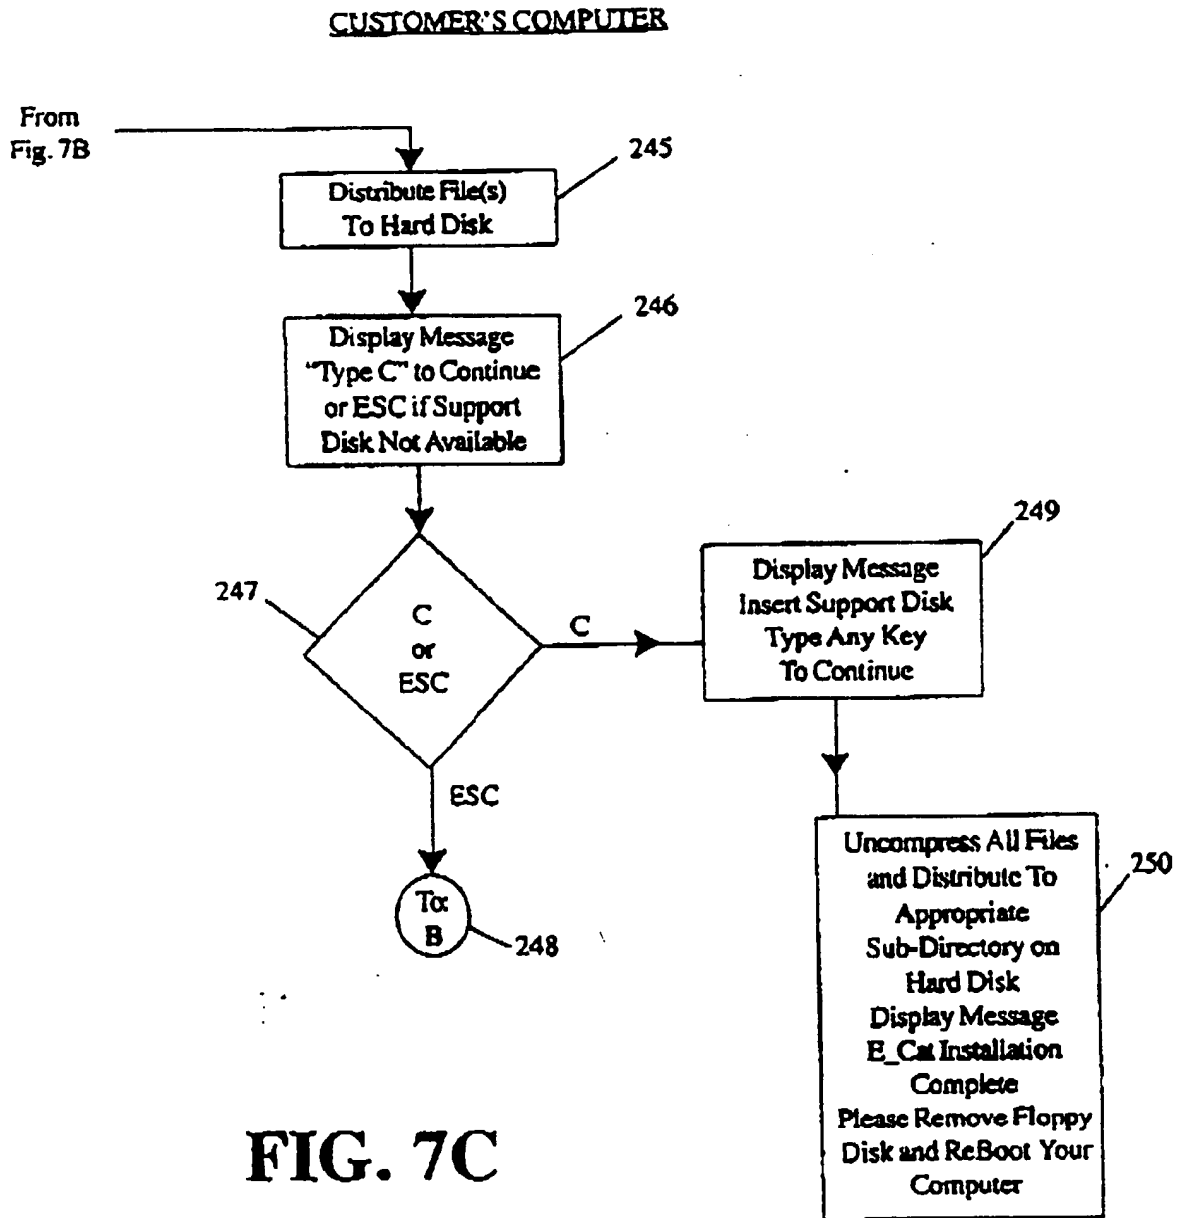 CUSTOMER'S COMPUTER
From
Fig. 7B
245
Distribute File(s)
To Hard Disk
246
Display Message
"Type C" to Continue
or ESC if Support
Disk Not Available
247
C
or
ESC
C
249
Display Message
Insert Support Disk
Type Any Key
To Continue
ESC
To:
B
248
250
Uncompress All Files
and Distribute To
Appropriate
Sub-Directory on
Hard Disk
Display Message
E_Cat Installation
Complete
Please Remove Floppy
Disk and ReBoot Your
Computer
FIG. 7C